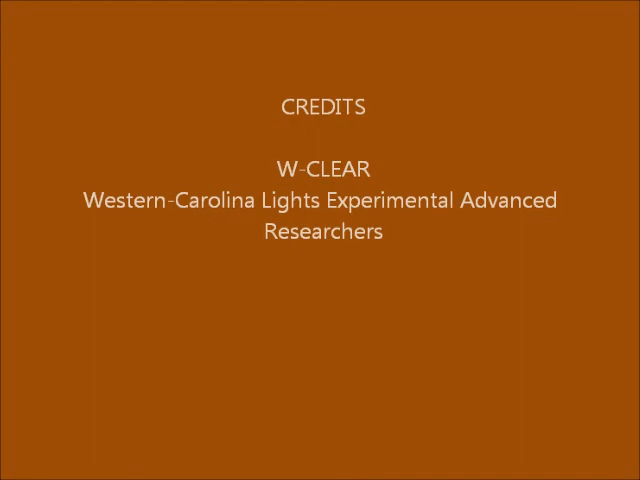 CREDITS
W-CLEAR
Western-Carolina Lights Experimental Advanced
Researchers